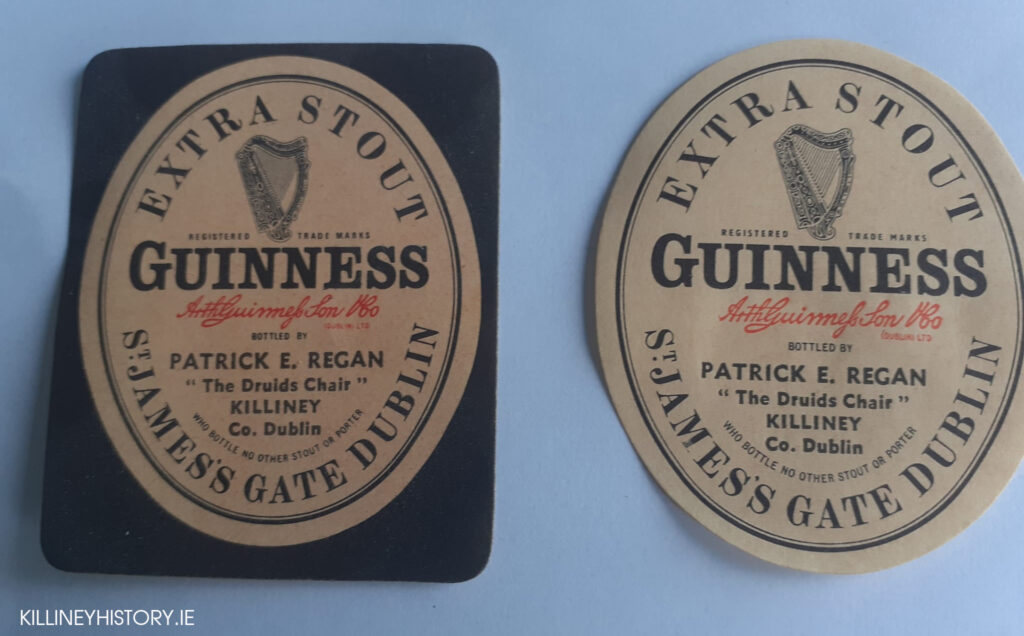 EXTRA STOUT
REGISTERED TRADE MARKS
GUINNESS
Arth Guinness Son & Co
(DUBLIN) LTD
BOTTLED BY
PATRICK E. REGAN
“The Druids Chair”
KILLINEY
Co. Dublin
WHO BOTTLE NO OTHER STOUT OR PORTER
ST. JAMES'S GATE DUBLIN
EXTRA STOUT
REGISTERED TRADE MARKS
GUINNESS
Arth Guinness Son & Co
(DUBLIN) LTD
BOTTLED BY
PATRICK E. REGAN
“The Druids Chair”
KILLINEY
Co. Dublin
WHO BOTTLE NO OTHER STOUT OR PORTER
ST. JAMES'S GATE DUBLIN
KILLINEYHISTORY.IE